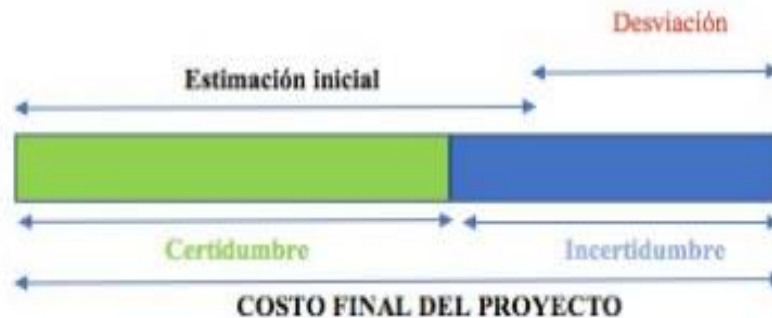 Desviación
Estimación inicial
Certidumbre
Incertidumbre
COSTO FINAL DEL PROYECTO